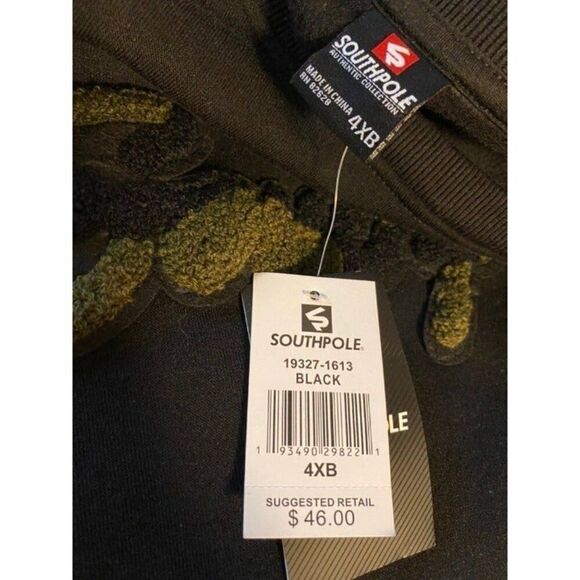 SOUTHPOLE
AUTHENTIC COLLECTION
MADE IN CHINA
RN 82628
4XB
SOUTHPOLE
19327-1613
BLACK
1 93490 29822 1
4XB
SUGGESTED RETAIL
$ 46.00
OLE